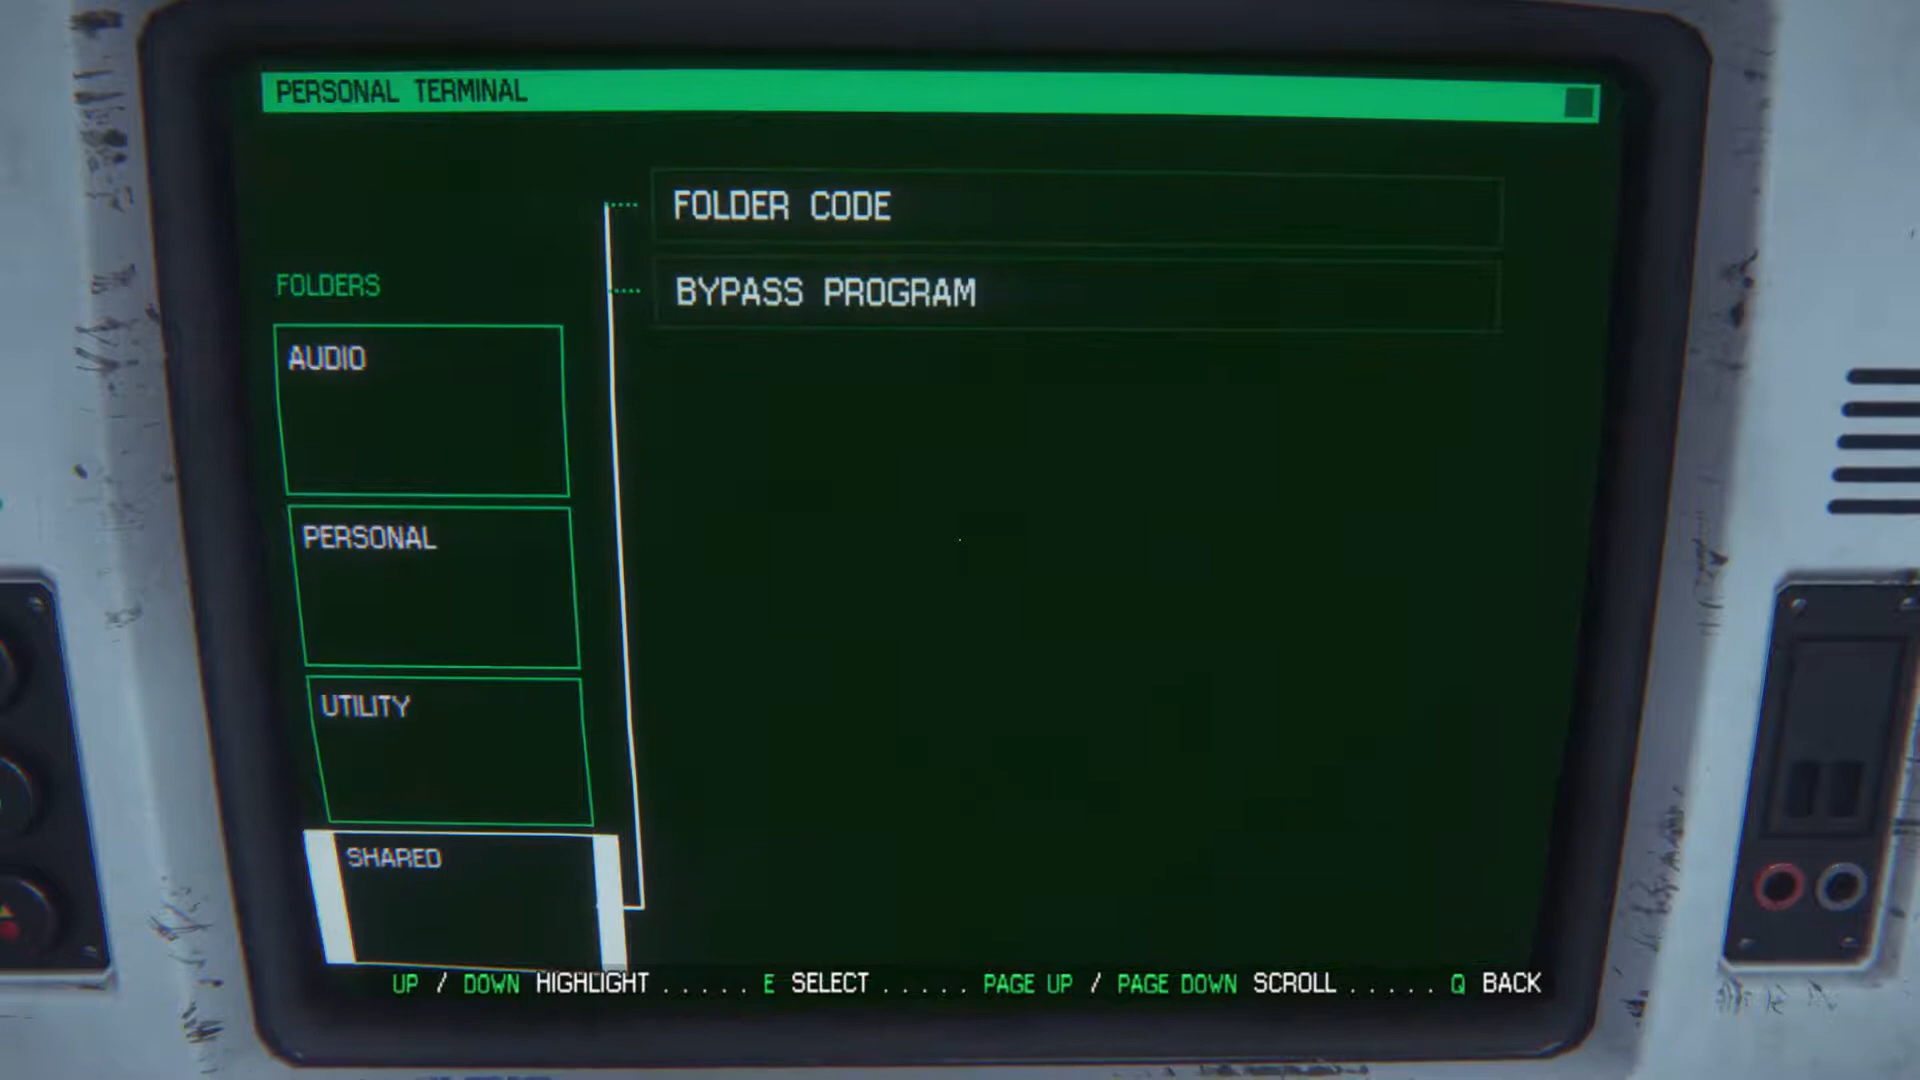 PERSONAL TERMINAL
FOLDER CODE
BYPASS PROGRAM
FOLDERS
AUDIO
PERSONAL
UTILITY
SHARED
UP / DOWN HIGHLIGHT ..... E SELECT ..... PAGE UP / PAGE DOWN SCROLL ..... Q BACK